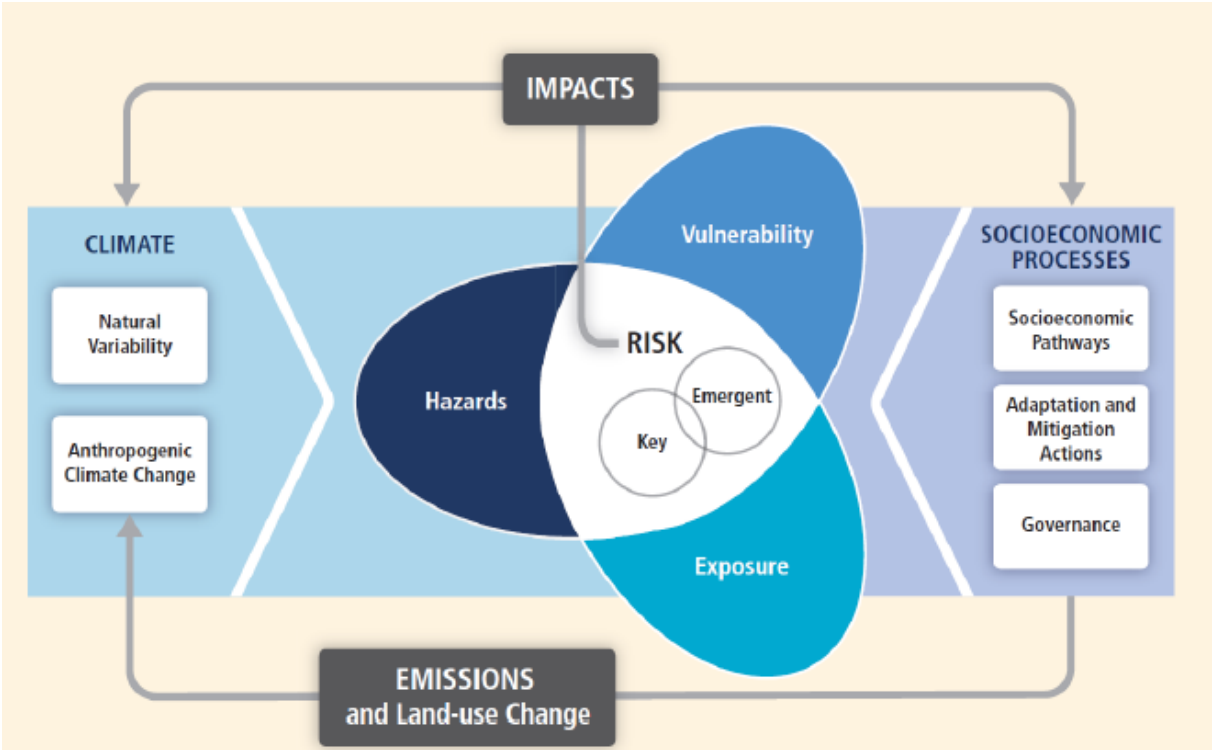 IMPACTS
CLIMATE
Natural
Variability
Anthropogenic
Climate Change
Vulnerability
Hazards
RISK
Emergent
Key
Exposure
SOCIOECONOMIC
PROCESSES
Socioeconomic
Pathways
Adaptation and
Mitigation
Actions
Governance
EMISSIONS
and Land-use Change